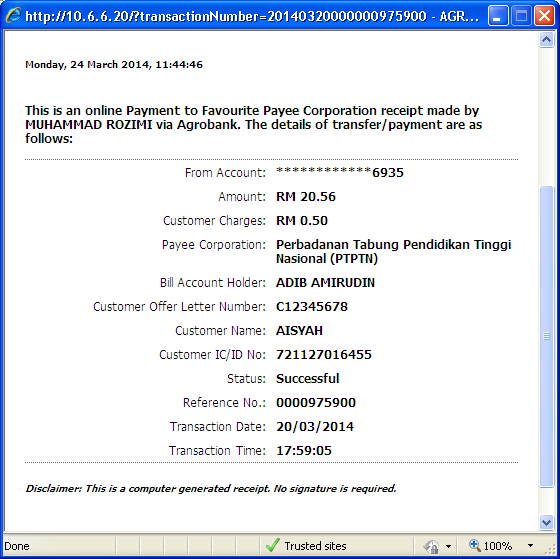 http://10.6.6.20/?transactionNumber=20140320000000975900 - AGR...
Monday, 24 March 2014, 11:44:46
This is an online Payment to Favourite Payee Corporation receipt made by
MUHAMMAD ROZIMI via Agrobank. The details of transfer/payment are as
follows:
From Account: ************6935
Amount: RM 20.56
Customer Charges: RM 0.50
Payee Corporation: Perbadanan Tabung Pendidikan Tinggi
Nasional (PTPTN)
Bill Account Holder: ADIB AMIRUDIN
Customer Offer Letter Number: C12345678
Customer Name: AISYAH
Customer IC/ID No: 721127016455
Status: Successful
Reference No.: 0000975900
Transaction Date: 20/03/2014
Transaction Time: 17:59:05
Disclaimer: This is a computer generated receipt. No signature is required.
Done Trusted sites 100%